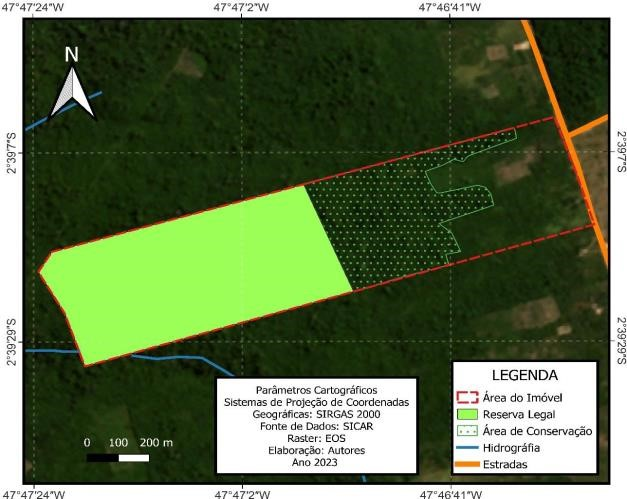 47°47'24"W
47°47'2"W
47°46'41"W
N
2°39'7"S
2°39'7"S
2°39'29"S
2°39'29"S
0 100 200 m
Parâmetros Cartográficos
Sistemas de Projeção de Coordenadas
Geográficas: SIRGAS 2000
Fonte de Dados: SICAR
Raster: EOS
Elaboração: Autores
Ano 2023
LEGENDA
Área do Imóvel
Reserva Legal
Área de Conservação
Hidrográfia
Estradas
47°47'24"W
47°47'2"W
47°46'41"W